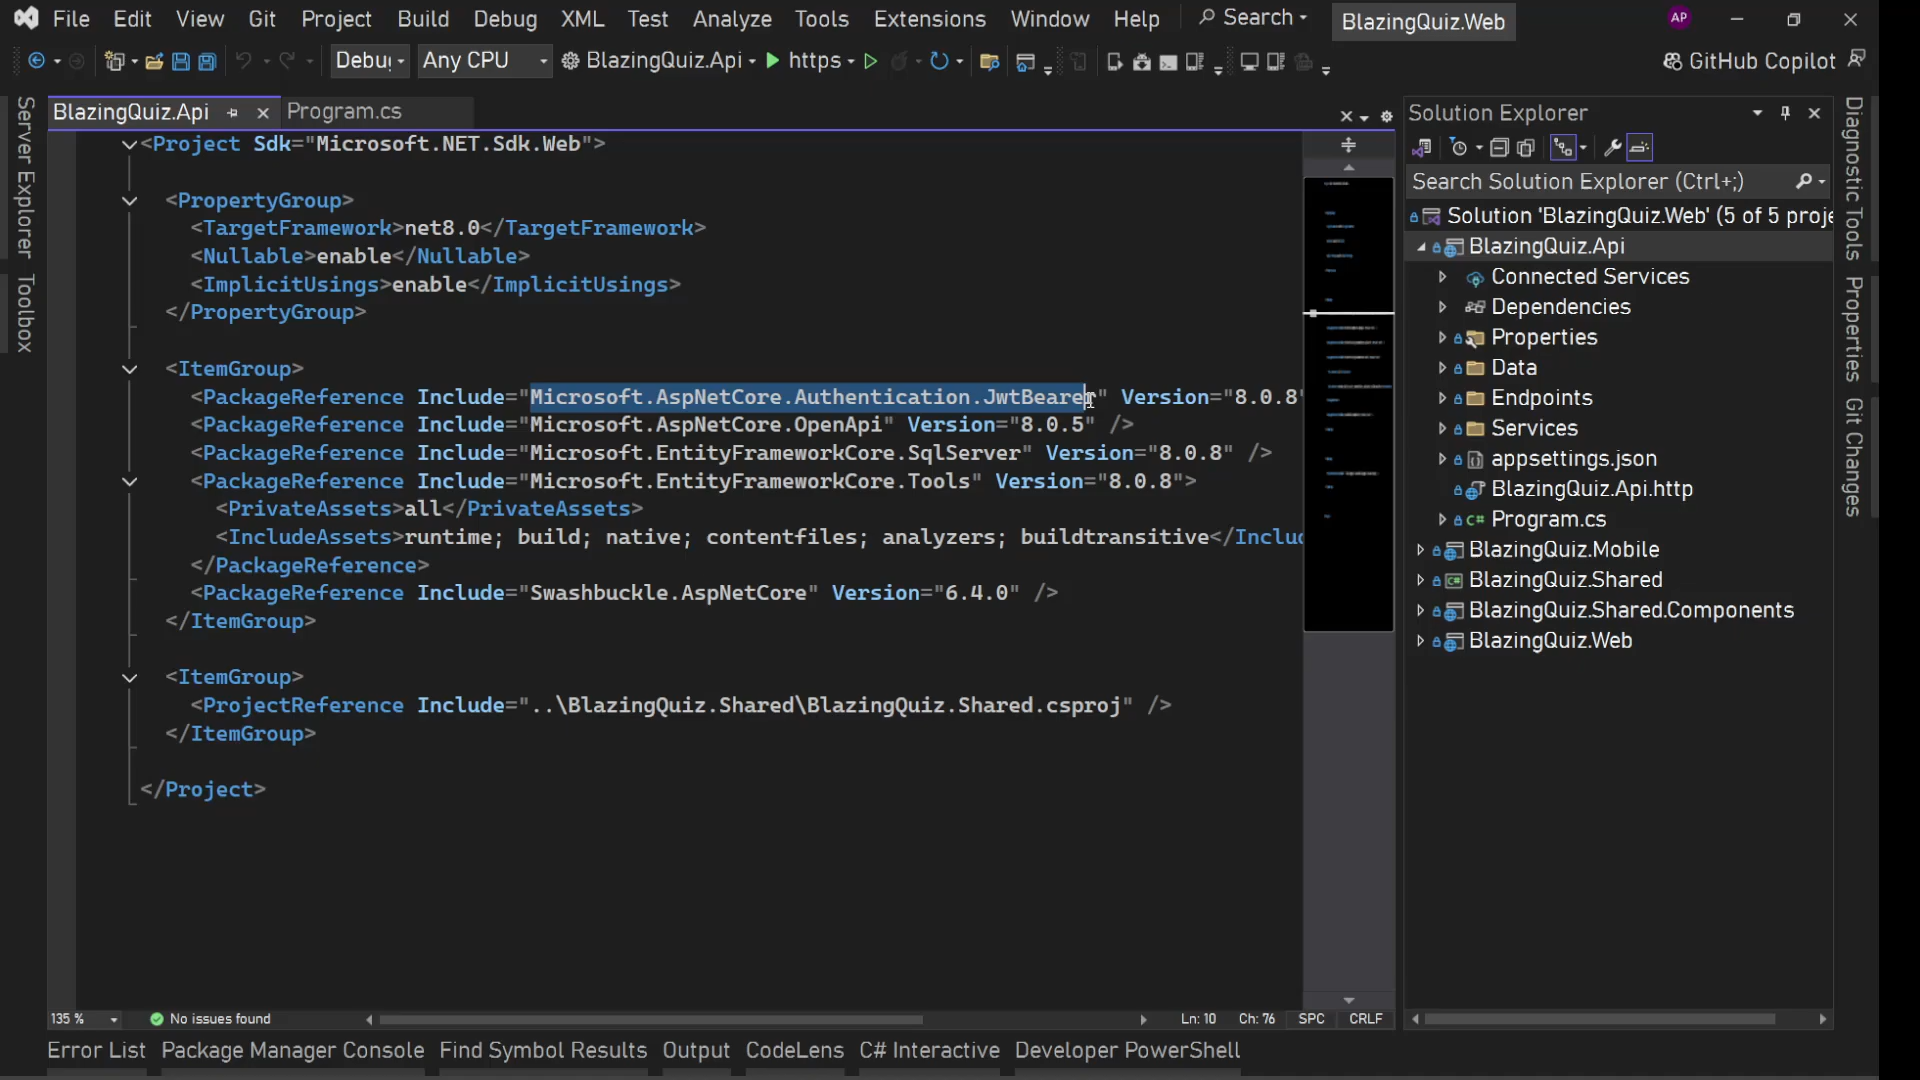 File Edit View Git Project Build Debug XML Test Analyze Tools Extensions Window Help Search BlazingQuiz.Web AP
Any CPU BlazingQuiz.Api https GitHub Copilot
Server Explorer
Toolbox
BlazingQuiz.Api Program.cs
<Project Sdk="Microsoft.NET.Sdk.Web">
<PropertyGroup>
<TargetFramework>net8.0</TargetFramework>
<Nullable>enable</Nullable>
<ImplicitUsings>enable</ImplicitUsings>
</PropertyGroup>
<ItemGroup>
<PackageReference Include="Microsoft.AspNetCore.Authentication.JwtBearer" Version="8.0.8"
<PackageReference Include="Microsoft.AspNetCore.OpenApi" Version="8.0.5" />
<PackageReference Include="Microsoft.EntityFrameworkCore.SqlServer" Version="8.0.8" />
<PackageReference Include="Microsoft.EntityFrameworkCore.Tools" Version="8.0.8">
<PrivateAssets>all</PrivateAssets>
<IncludeAssets>runtime; build; native; contentfiles; analyzers; buildtransitive</Includ
</PackageReference>
<PackageReference Include="Swashbuckle.AspNetCore" Version="6.4.0" />
</ItemGroup>
<ItemGroup>
<ProjectReference Include="..\BlazingQuiz.Shared\BlazingQuiz.Shared.csproj" />
</ItemGroup>
</Project>
135 % No issues found Ln: 10 Ch: 76 SPC CRLF
Solution Explorer
Search Solution Explorer (Ctrl+;)
Solution 'BlazingQuiz.Web' (5 of 5 proje
BlazingQuiz.Api
Connected Services
Dependencies
Properties
Data
Endpoints
Services
appsettings.json
BlazingQuiz.Api.http
Program.cs
BlazingQuiz.Mobile
BlazingQuiz.Shared
BlazingQuiz.Shared.Components
BlazingQuiz.Web
Diagnostic Tools
Properties
Git Changes
Error List Package Manager Console Find Symbol Results Output CodeLens C# Interactive Developer PowerShell